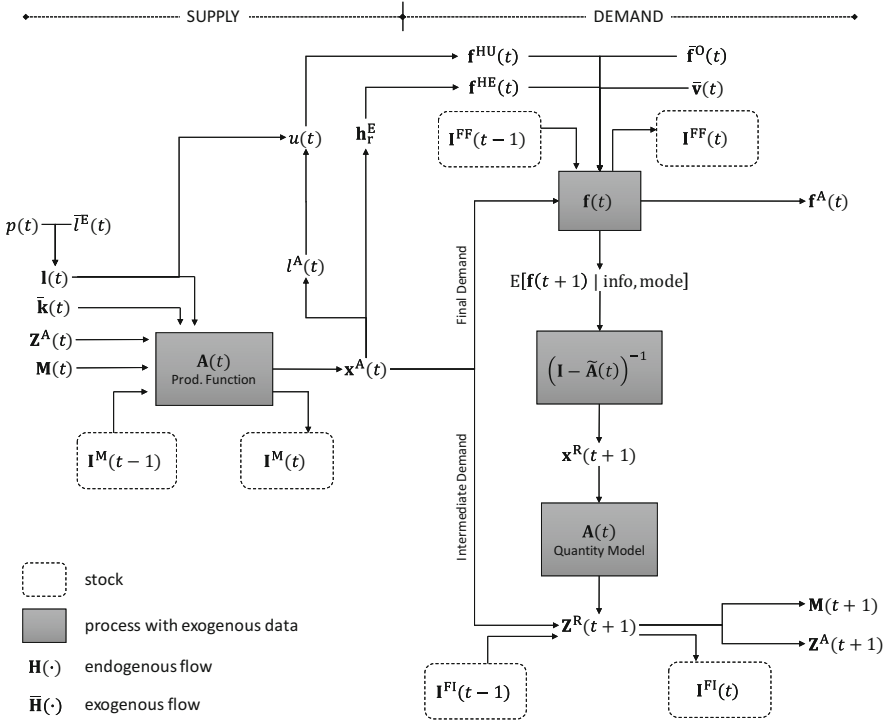 SUPPLY DEMAND
f^HU(t) f̄^O(t)
f^HE(t) v̄(t)
u(t) h_r^E I^FF(t − 1) I^FF(t)
f(t) f^A(t)
p(t) l̄^E(t)
l(t) l^A(t) E[f(t + 1) | info, mode]
k̄(t)
Final Demand
Z^A(t)
M(t) A(t) x^A(t) (I − Ã(t))^−1
Prod. Function
I^M(t − 1) I^M(t) x^R(t + 1)
Intermediate Demand
A(t)
Quantity Model
stock
process with exogenous data Z^R(t + 1) M(t + 1)
Z^A(t + 1)
H(·) endogenous flow
I^FI(t − 1) I^FI(t)
H̄(·) exogenous flow